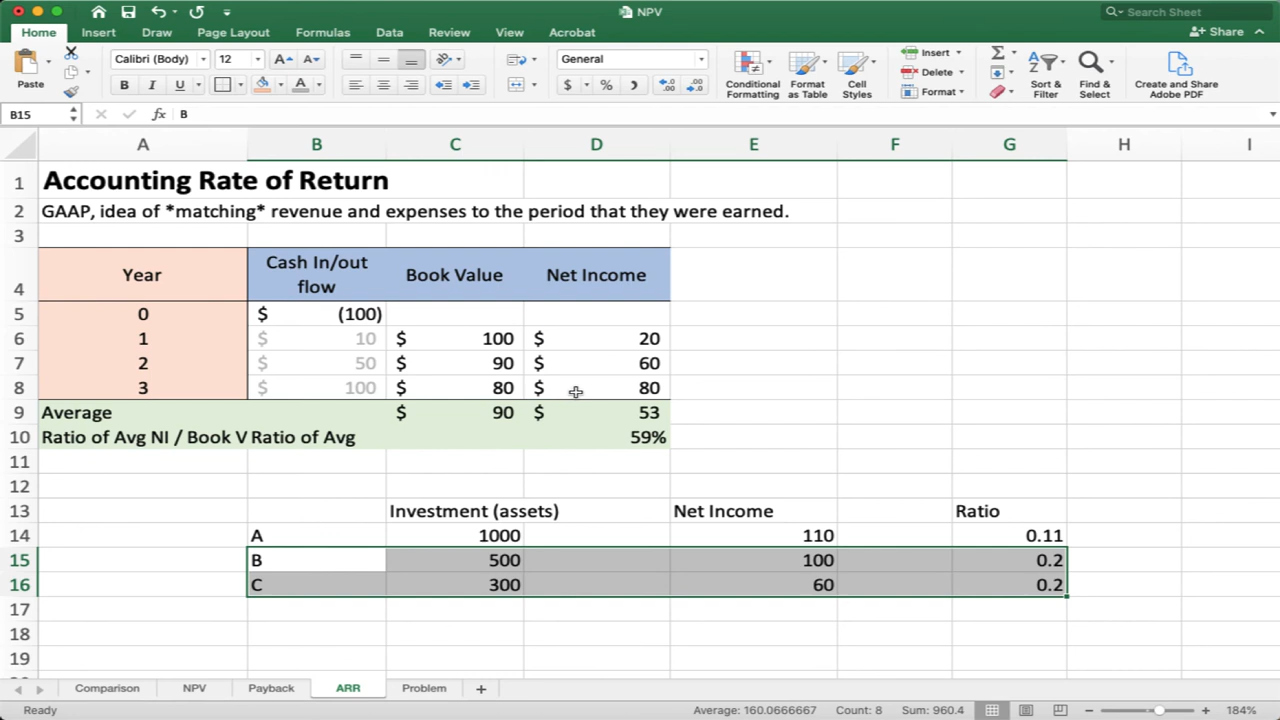 NPV
Search Sheet
Home Insert Draw Page Layout Formulas Data Review View Acrobat
Share
Paste
Calibri (Body) 12 A A
B I U A
General
$ % )
Conditional Formatting
Format as Table
Cell Styles
Insert
Delete
Format
Sort & Filter
Find & Select
Create and Share Adobe PDF
B15 fx B
A B C D E F G H I
1 Accounting Rate of Return
2 GAAP, idea of *matching* revenue and expenses to the period that they were earned.
3
4 Year Cash In/out flow Book Value Net Income
5 0 $ (100)
6 1 $ 10 $ 100 $ 20
7 2 $ 50 $ 90 $ 60
8 3 $ 100 $ 80 $ 80
9 Average $ 90 $ 53
10 Ratio of Avg NI / Book V Ratio of Avg 59%
11
12
13 Investment (assets) Net Income Ratio
14 A 1000 110 0.11
15 B 500 100 0.2
16 C 300 60 0.2
17
18
19
Comparison NPV Payback ARR Problem +
Ready Average: 160.0666667 Count: 8 Sum: 960.4 184%